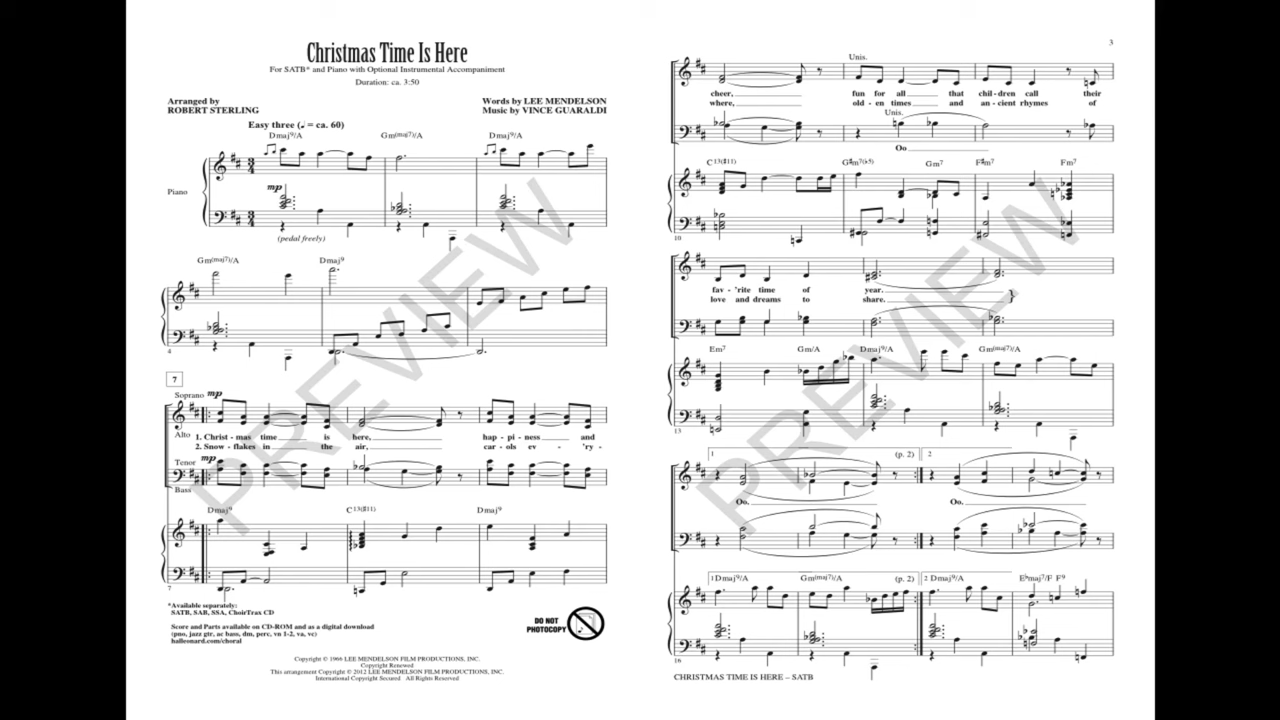 Christmas Time Is Here
For SATB* and Piano with Optional Instrumental Accompaniment
Duration: ca. 3:50
Arranged by
ROBERT STERLING
Words by LEE MENDELSON
Music by VINCE GUARALDI
Easy three (♩ = ca. 60)
Dmaj9/A Gm(maj7)/A Dmaj9/A
Piano
mp
(pedal freely)
Gm(maj7)/A Dmaj9
4
7
Soprano mp
Alto
1. Christ - mas time is here, hap - pi - ness and
2. Snow - flakes in the air, car - ols ev - 'ry-
Tenor mp
Bass
Dmaj9 C13(♯11) Dmaj9
7
*Available separately:
SATB, SAB, SSA, ChoirTrax CD
Score and Parts available on CD-ROM and as a digital download
(pno, jazz gtr, ac bass, dm, perc, vn 1-2, va, vc)
halleonard.com/choral
DO NOT
PHOTOCOPY
Copyright © 1966 LEE MENDELSON FILM PRODUCTIONS, INC.
Copyright Renewed
This arrangement Copyright © 2012 LEE MENDELSON FILM PRODUCTIONS, INC.
International Copyright Secured All Rights Reserved
PREVIEW
3
Unis.
cheer, fun for all that chil - dren call their
where, old - en times and an - cient rhymes of
Unis.
Oo
C13(♯11) G♯m7(♭5) Gm7 F♯m7 Fm7
10
fav - 'rite time of year.
love and dreams to share.
Em7 Gm/A Dmaj9/A Gm(maj7)/A
13
1 (p. 2) 2
Oo. Oo.
1 Dmaj9/A Gm(maj7)/A (p. 2) 2 Dmaj9/A E♭maj7/F F9
16
CHRISTMAS TIME IS HERE – SATB
PREVIEW